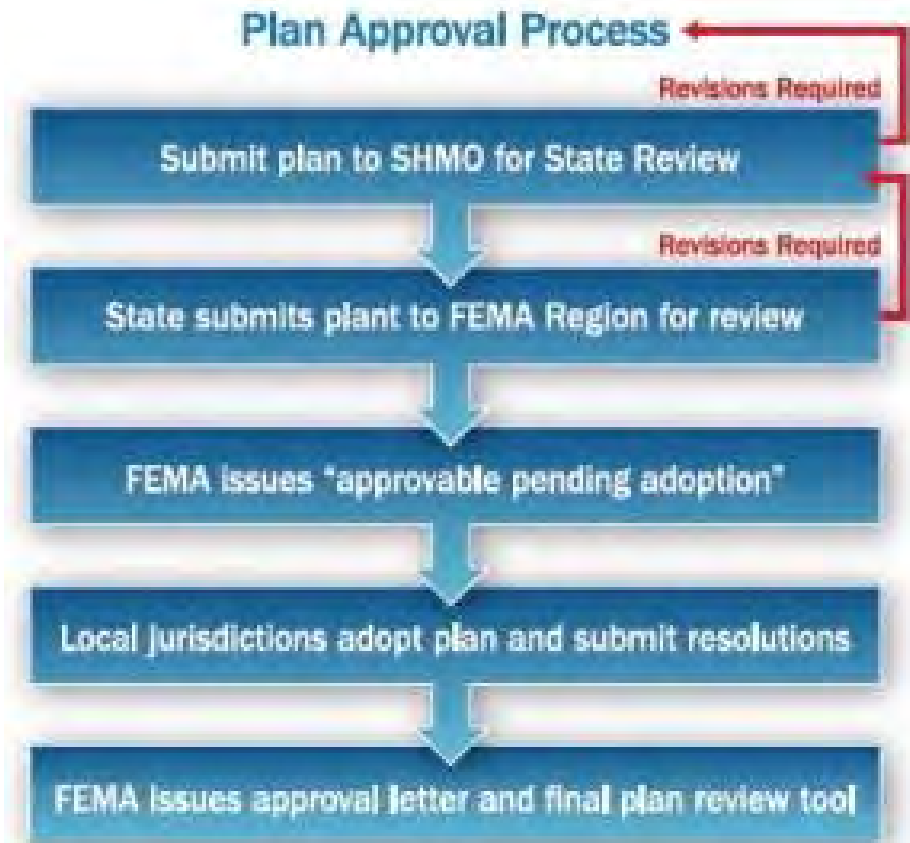 Plan Approval Process
Revisions Required
Submit plan to SHMO for State Review
Revisions Required
State submits plant to FEMA Region for review
FEMA issues "approvable pending adoption"
Local jurisdictions adopt plan and submit resolutions
FEMA issues approval letter and final plan review tool